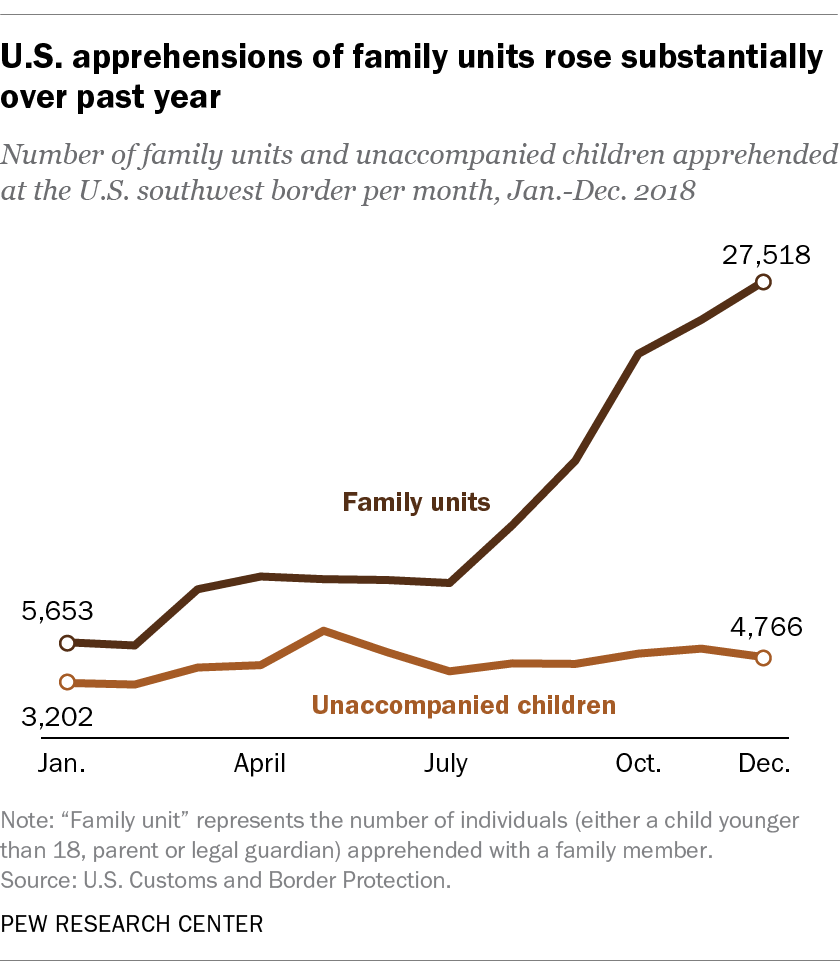 U.S. apprehensions of family units rose substantially
over past year
Number of family units and unaccompanied children apprehended
at the U.S. southwest border per month, Jan.-Dec. 2018
27,518
Family units
5,653
4,766
3,202
Unaccompanied children
Jan.
April
July
Oct.
Dec.
Note: “Family unit” represents the number of individuals (either a child younger
than 18, parent or legal guardian) apprehended with a family member.
Source: U.S. Customs and Border Protection.
PEW RESEARCH CENTER